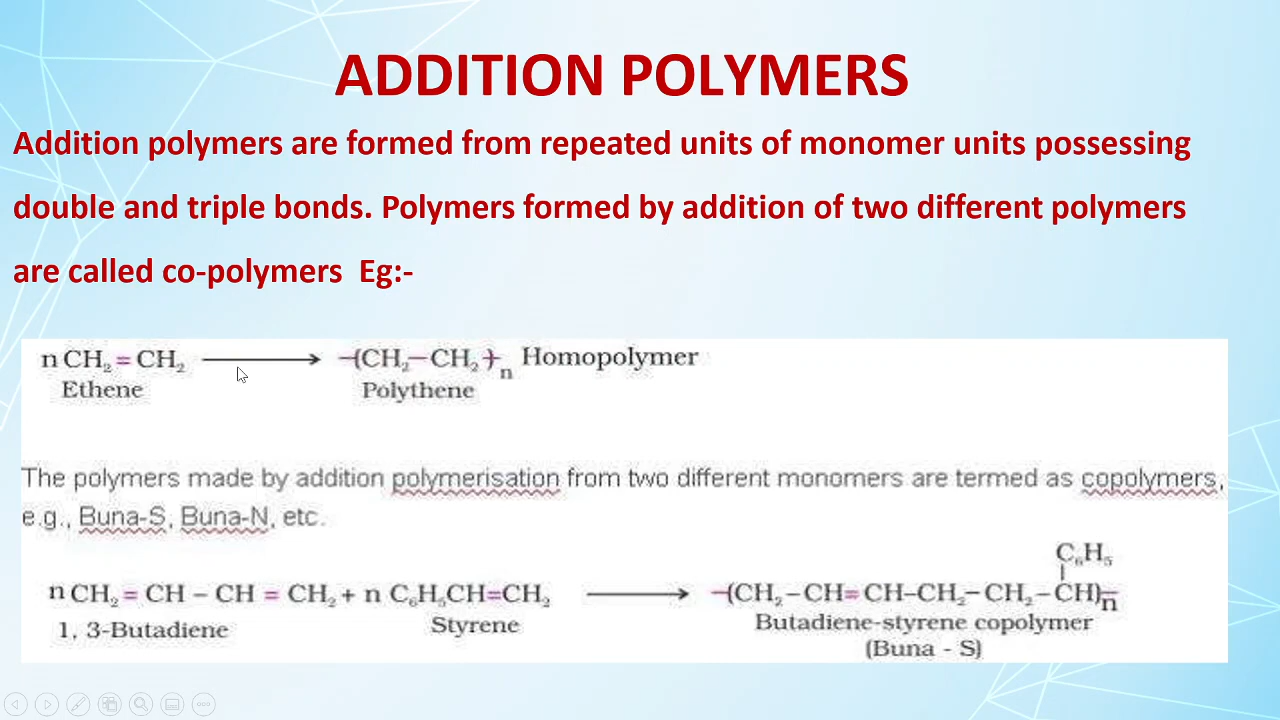 ADDITION POLYMERS
Addition polymers are formed from repeated units of monomer units possessing
double and triple bonds. Polymers formed by addition of two different polymers
are called co-polymers Eg:-
n CH₂=CH₂ ⟶ -(CH₂-CH₂)-n Homopolymer
Ethene Polythene
The polymers made by addition polymerisation from two different monomers are termed as copolymers,
e.g., Buna-S, Buna-N, etc.
C₆H₅
n CH₂ = CH – CH = CH₂ + n C₆H₅CH=CH₂ ⟶ -(CH₂–CH=CH–CH₂–CH₂–CH)-n
1, 3-Butadiene Styrene Butadiene-styrene copolymer
(Buna - S)